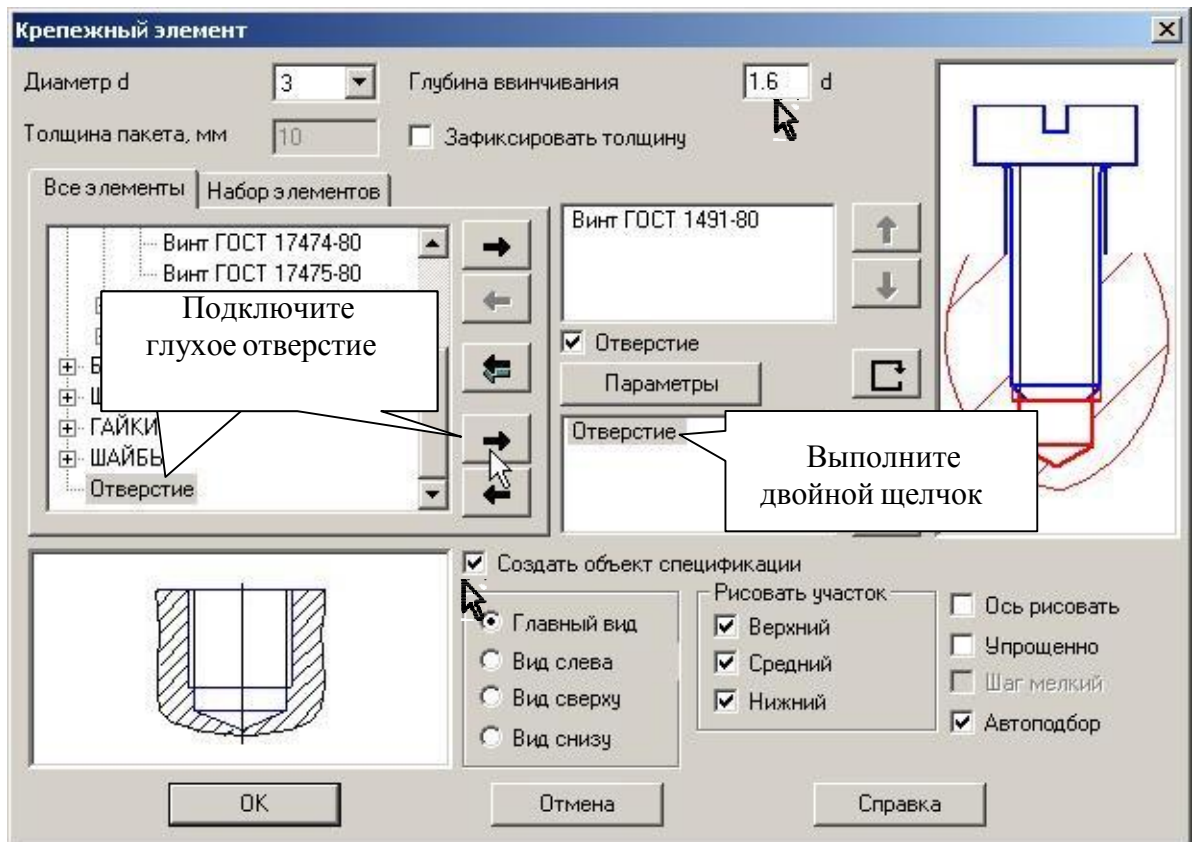 Крепежный элемент
Диаметр d 3 Глубина ввинчивания 1.6 d
Толщина пакета, мм 10 Зафиксировать толщину
Все элементы Набор элементов
Винт ГОСТ 17474-80
Винт ГОСТ 17475-80
Подключите
глухое отверстие
ГАЙКИ
Отверстие
Винт ГОСТ 1491-80
Отверстие
Параметры
Отверстие
Выполните
двойной щелчок
Создать объект спецификации
Главный вид
Вид слева
Вид сверху
Вид снизу
Рисовать участок
Верхний
Средний
Нижний
Ось рисовать
Упрощенно
Шаг мелкий
Автоподбор
OK Отмена Справка